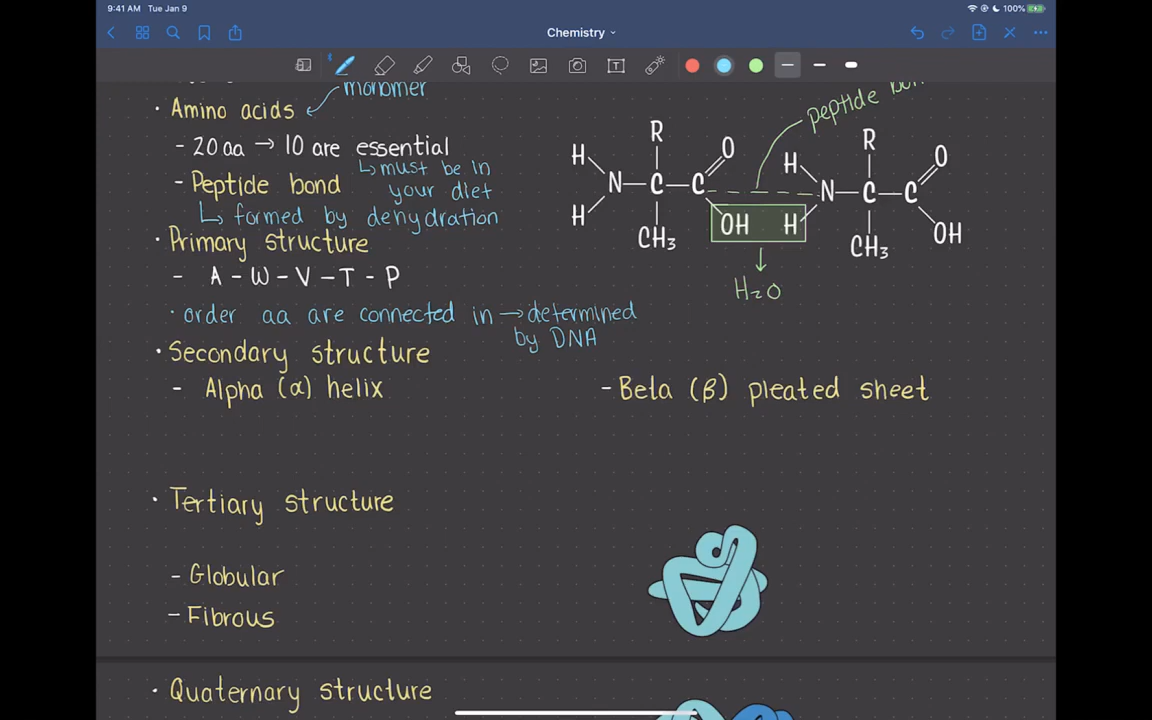 9:41 AM Tue Jan 9
100%
Chemistry
monomer
peptide
· Amino acids
- 20 aa → 10 are essential
↳ must be in
your diet
- Peptide bond
↳ formed by dehydration
· Primary structure
- A - W - V - T - P
· order aa are connected in → determined
by DNA
R
H
O
H
N
C
C
H
CH₃
OH
H
R
O
N
C
C
CH₃
OH
H₂O
· Secondary structure
- Alpha (α) helix
- Beta (β) pleated sheet
· Tertiary structure
- Globular
- Fibrous
· Quaternary structure